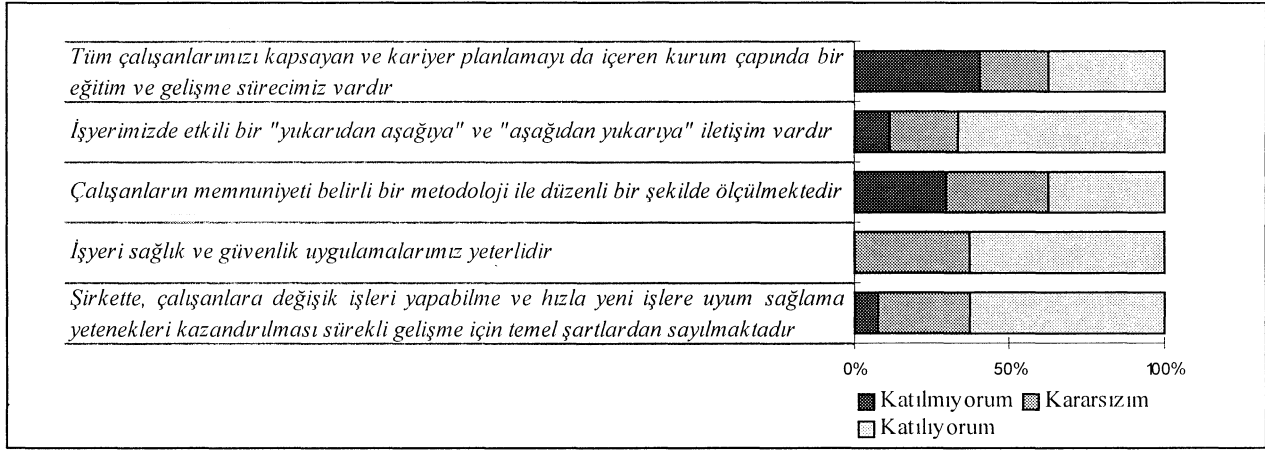 Tüm çalışanlarımızı kapsayan ve kariyer planlamayı da içeren kurum çapında bir
eğitim ve gelişme sürecimiz vardır
İşyerimizde etkili bir "yukarıdan aşağıya" ve "aşağıdan yukarıya" iletişim vardır
Çalışanların memnuniyeti belirli bir metodoloji ile düzenli bir şekilde ölçülmektedir
İşyeri sağlık ve güvenlik uygulamalarımız yeterlidir
Şirkette, çalışanlara değişik işleri yapabilme ve hızla yeni işlere uyum sağlama
yetenekleri kazandırılması sürekli gelişme için temel şartlardan sayılmaktadır
0% 50% 100%
Katılmıyorum Kararsızım
Katılıyorum